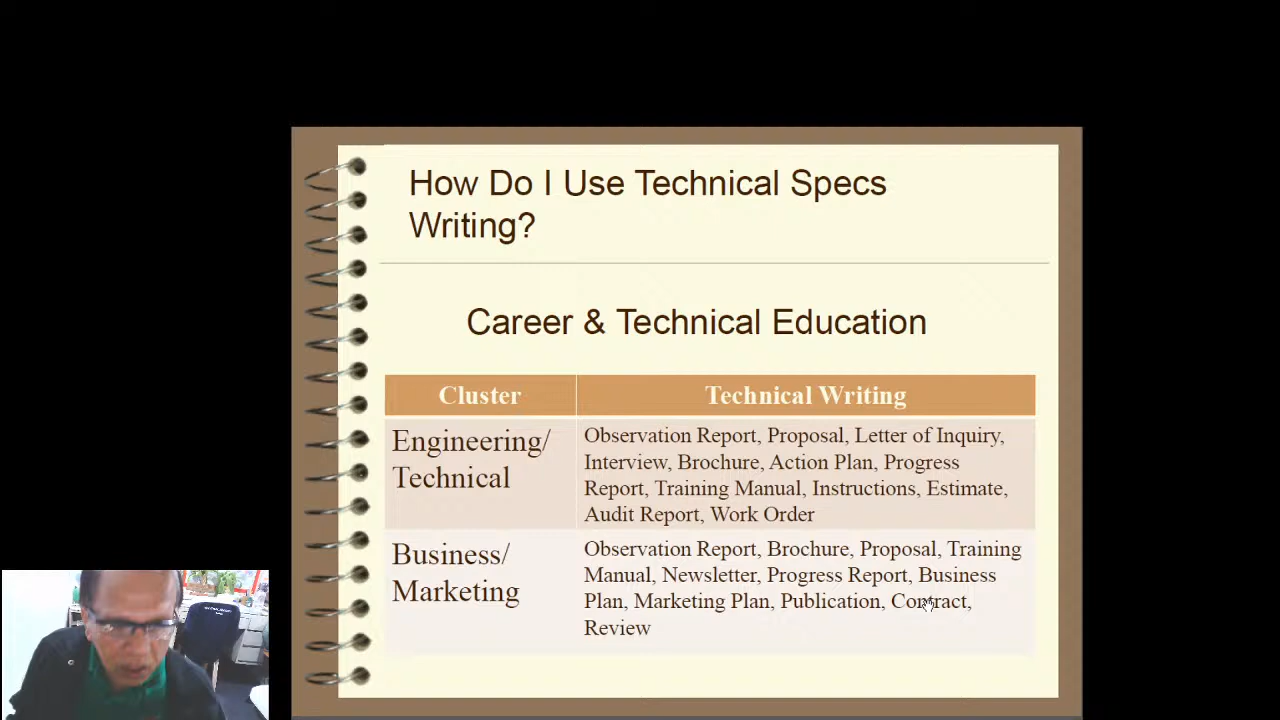 How Do I Use Technical Specs
Writing?
Career & Technical Education
Cluster
Technical Writing
Engineering/
Technical
Observation Report, Proposal, Letter of Inquiry,
Interview, Brochure, Action Plan, Progress
Report, Training Manual, Instructions, Estimate,
Audit Report, Work Order
Business/
Marketing
Observation Report, Brochure, Proposal, Training
Manual, Newsletter, Progress Report, Business
Plan, Marketing Plan, Publication, Contract,
Review